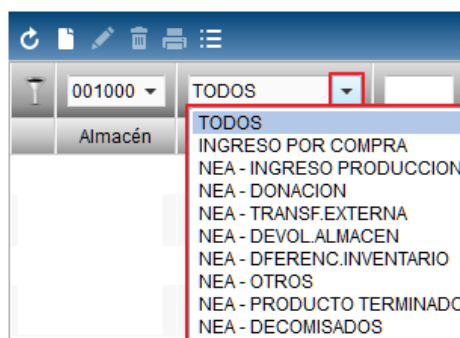 001000
TODOS
Almacén
TODOS
INGRESO POR COMPRA
NEA - INGRESO PRODUCCION
NEA - DONACION
NEA - TRANSF.EXTERNA
NEA - DEVOL.ALMACEN
NEA - DFERENC.INVENTARIO
NEA - OTROS
NEA - PRODUCTO TERMINADO
NEA - DECOMISADOS